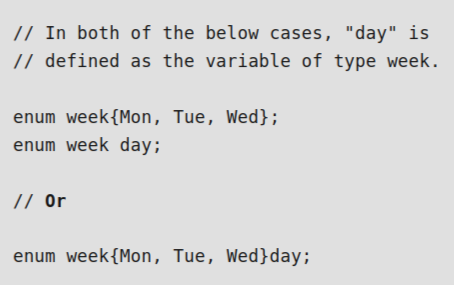 // In both of the below cases, "day" is
// defined as the variable of type week.
enum week{Mon, Tue, Wed};
enum week day;
// Or
enum week{Mon, Tue, Wed}day;